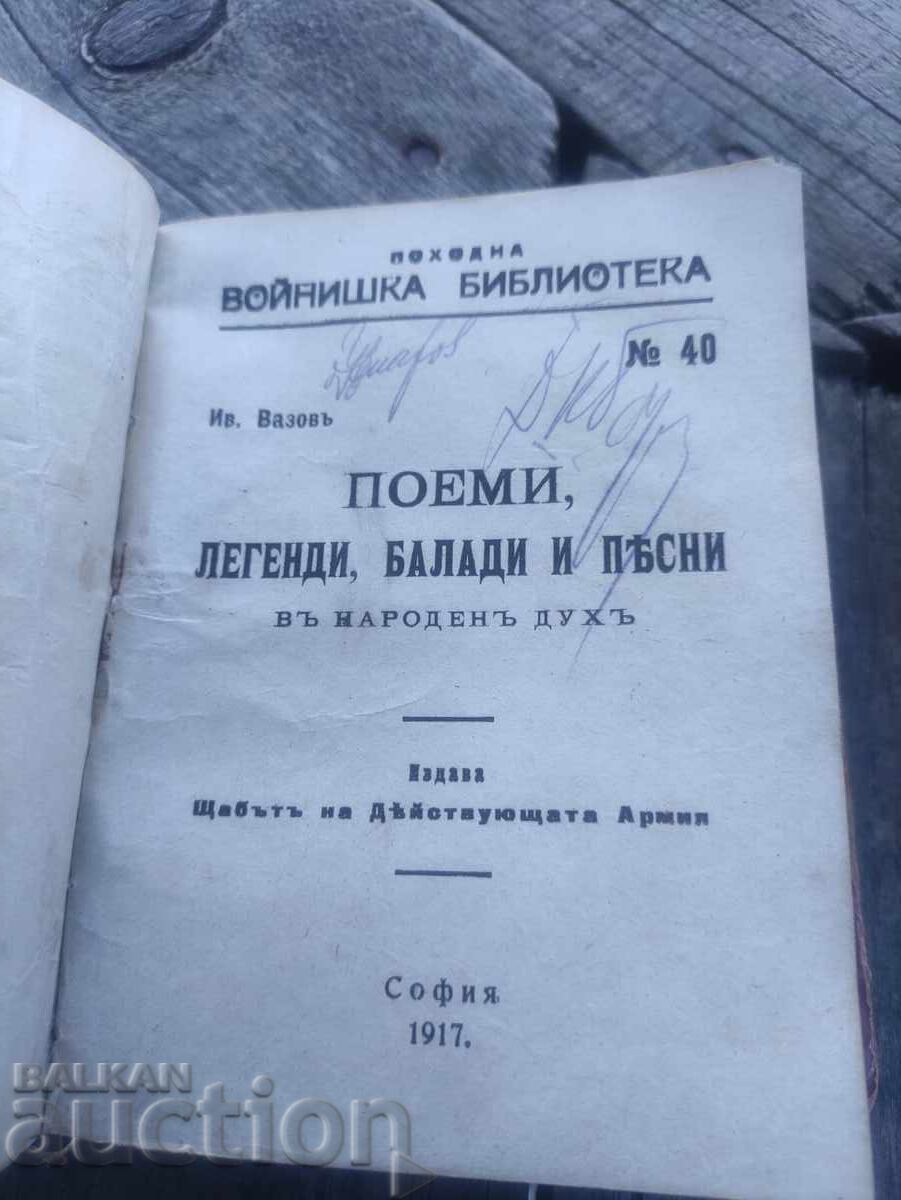 ПОХОДНА
ВОЙНИШКА БИБЛИОТЕКА
№ 40
Ив. Вазовъ
ПОЕМИ,
ЛЕГЕНДИ, БАЛАДИ И ПѢСНИ
ВЪ НАРОДЕНЪ ДУХЪ
Издава
Щабътъ на Дѣйствующата Армия
София
1917.
BALKAN
auction